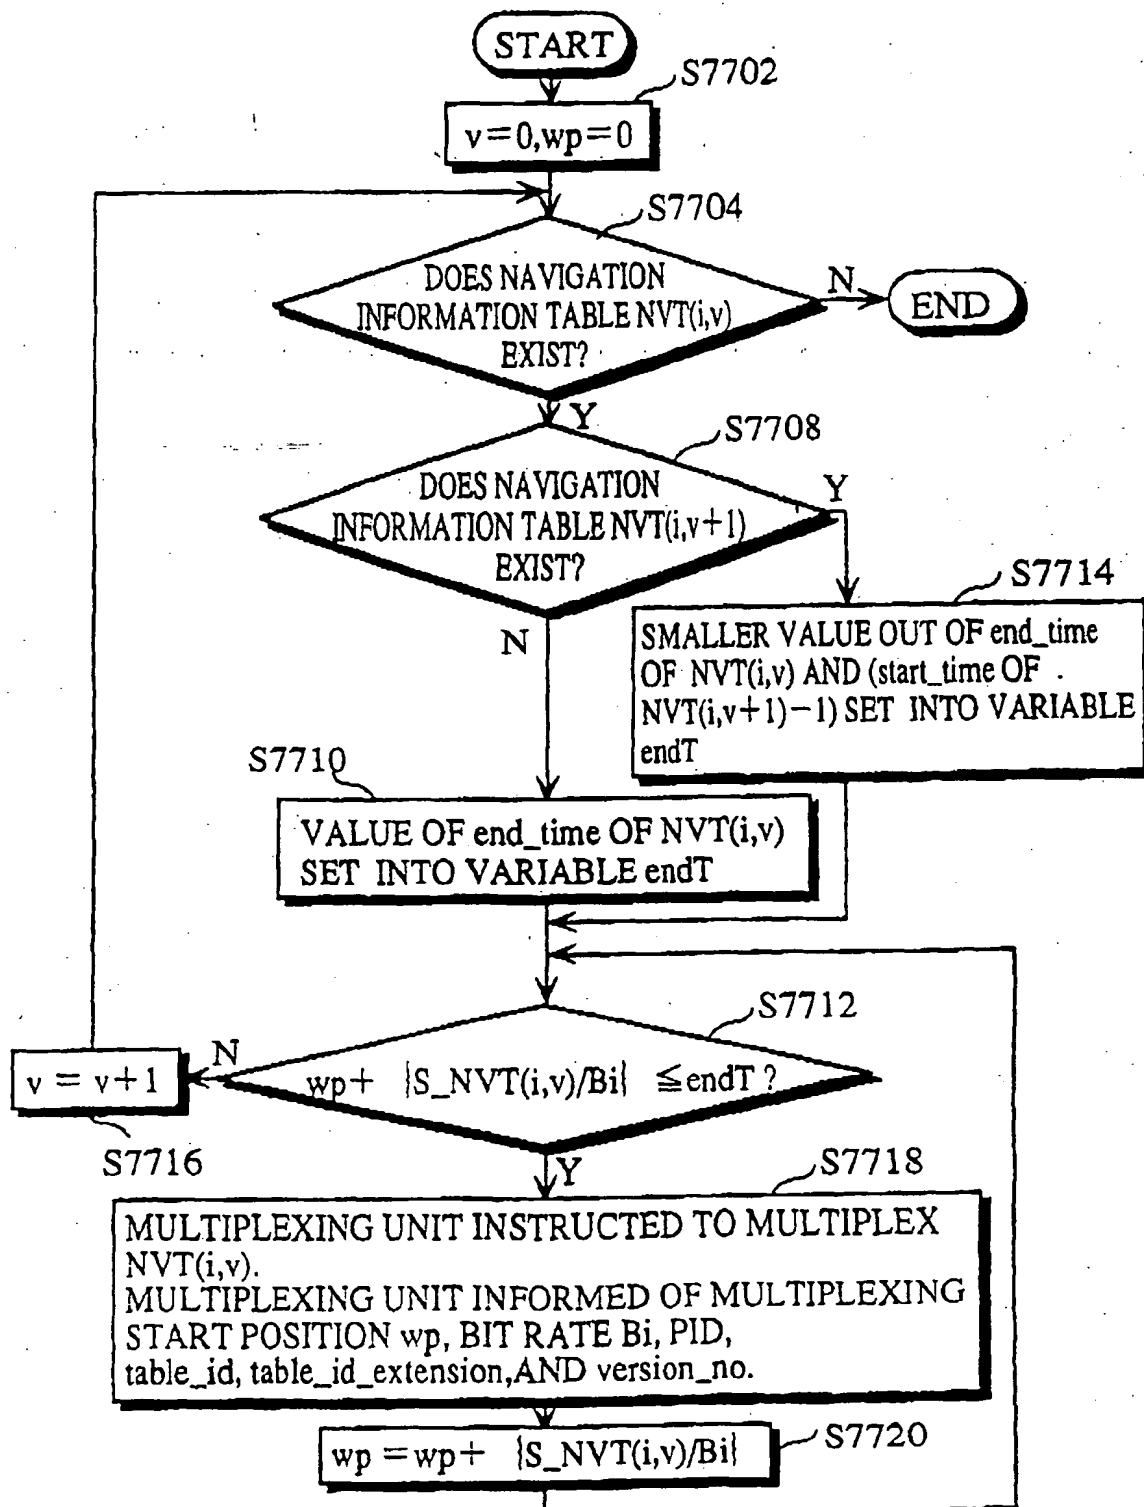 START
S7702
v=0,wp=0
S7704
DOES NAVIGATION
INFORMATION TABLE NVT(i,v)
EXIST?
N
END
Y
S7708
DOES NAVIGATION
INFORMATION TABLE NVT(i,v+1)
EXIST?
Y
N
S7714
SMALLER VALUE OUT OF end_time
OF NVT(i,v) AND (start_time OF
NVT(i,v+1)−1) SET INTO VARIABLE
endT
S7710
VALUE OF end_time OF NVT(i,v)
SET INTO VARIABLE endT
S7712
wp+ |S_NVT(i,v)/Bi| ≦endT ?
N
v = v+1
S7716
Y
S7718
MULTIPLEXING UNIT INSTRUCTED TO MULTIPLEX
NVT(i,v).
MULTIPLEXING UNIT INFORMED OF MULTIPLEXING
START POSITION wp, BIT RATE Bi, PID,
table_id, table_id_extension,AND version_no.
wp =wp+ |S_NVT(i,v)/Bi|
S7720